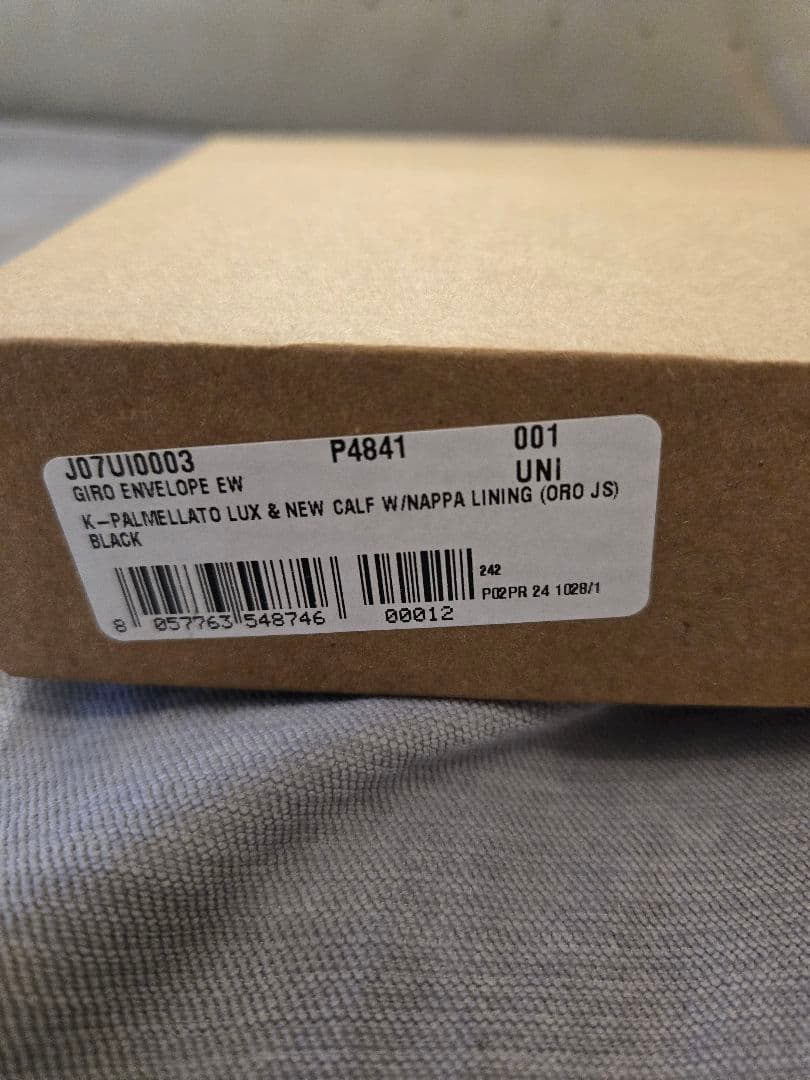 J07UI0003 P4841 001
GIRO ENVELOPE EW UNI
K-PALMELLATO LUX & NEW CALF W/NAPPA LINING (ORO JS)
BLACK
242
P02PR 24 1028/1
8 057763 548746 00012